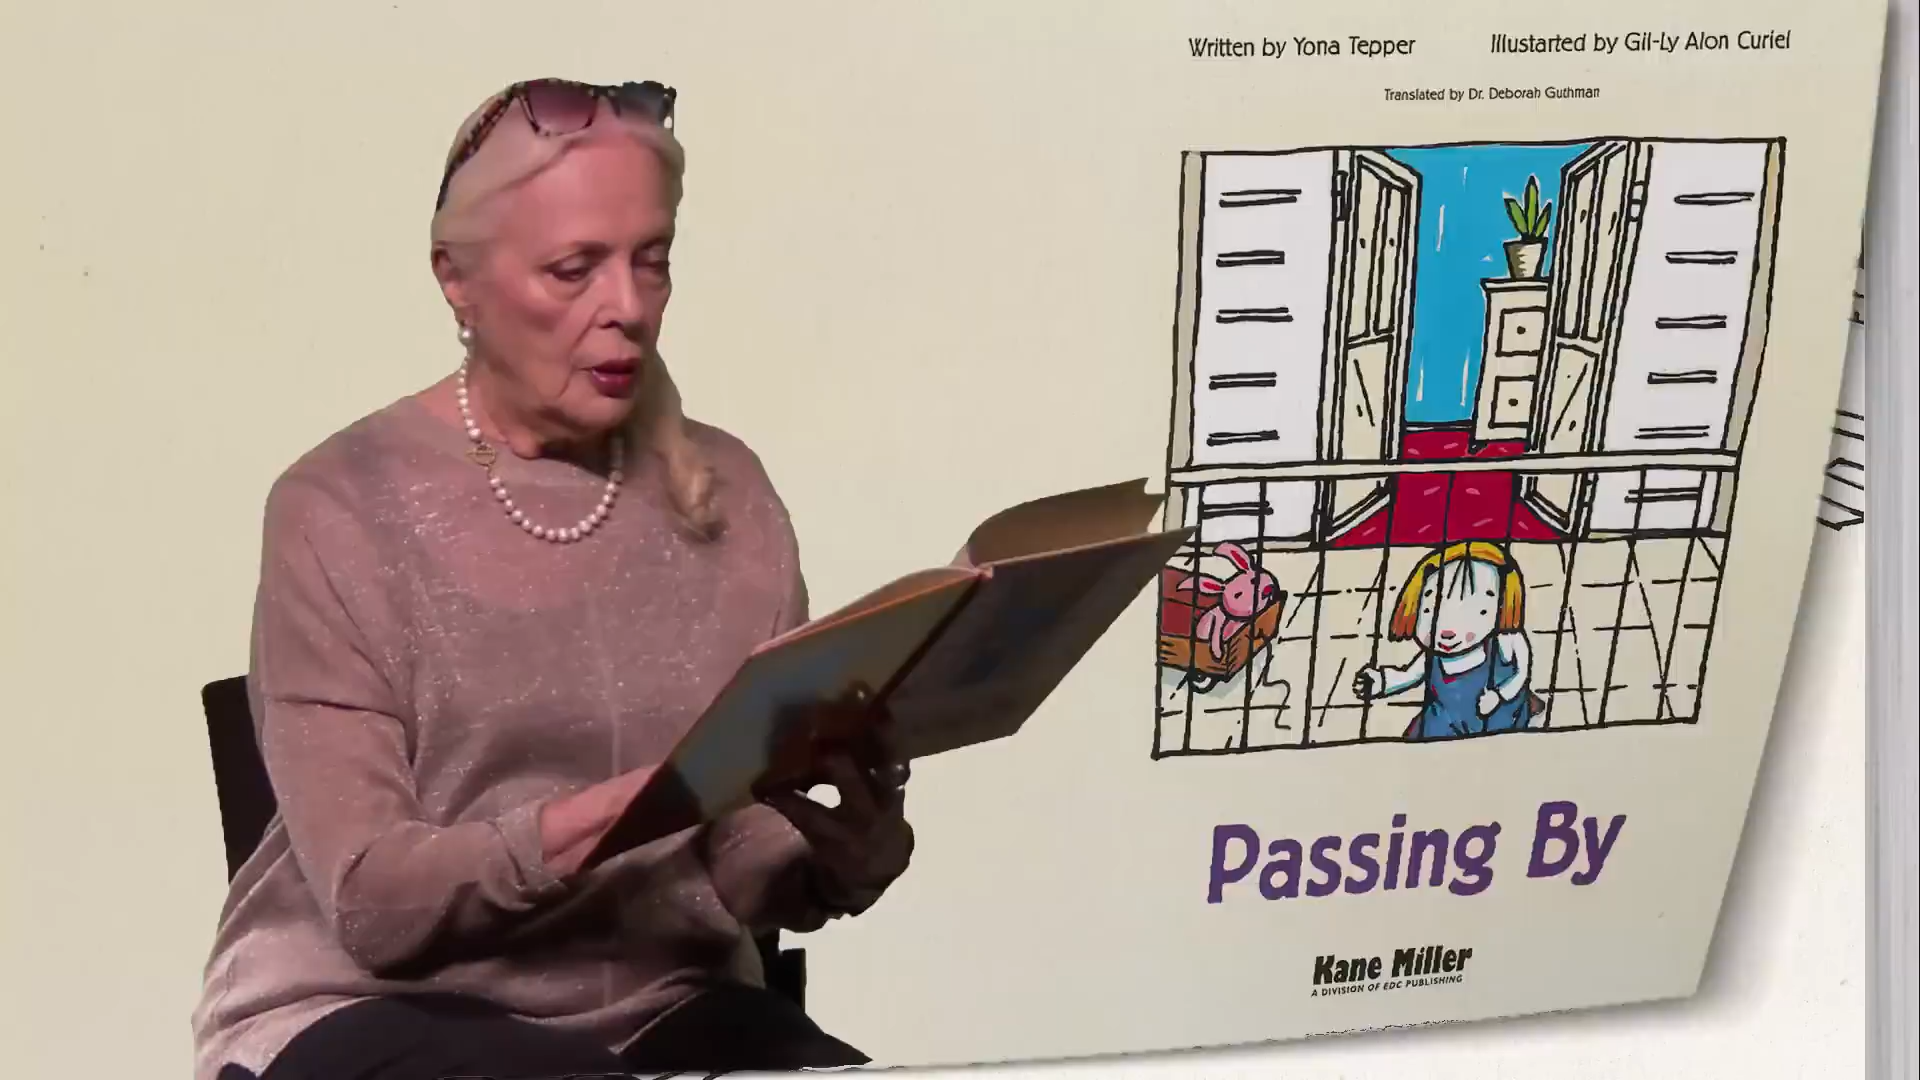 Written by Yona Tepper
Illustarted by Gil-Ly Alon Curiel
Translated by Dr. Deborah Guthman
Passing By
Kane Miller
A DIVISION OF EDC PUBLISHING